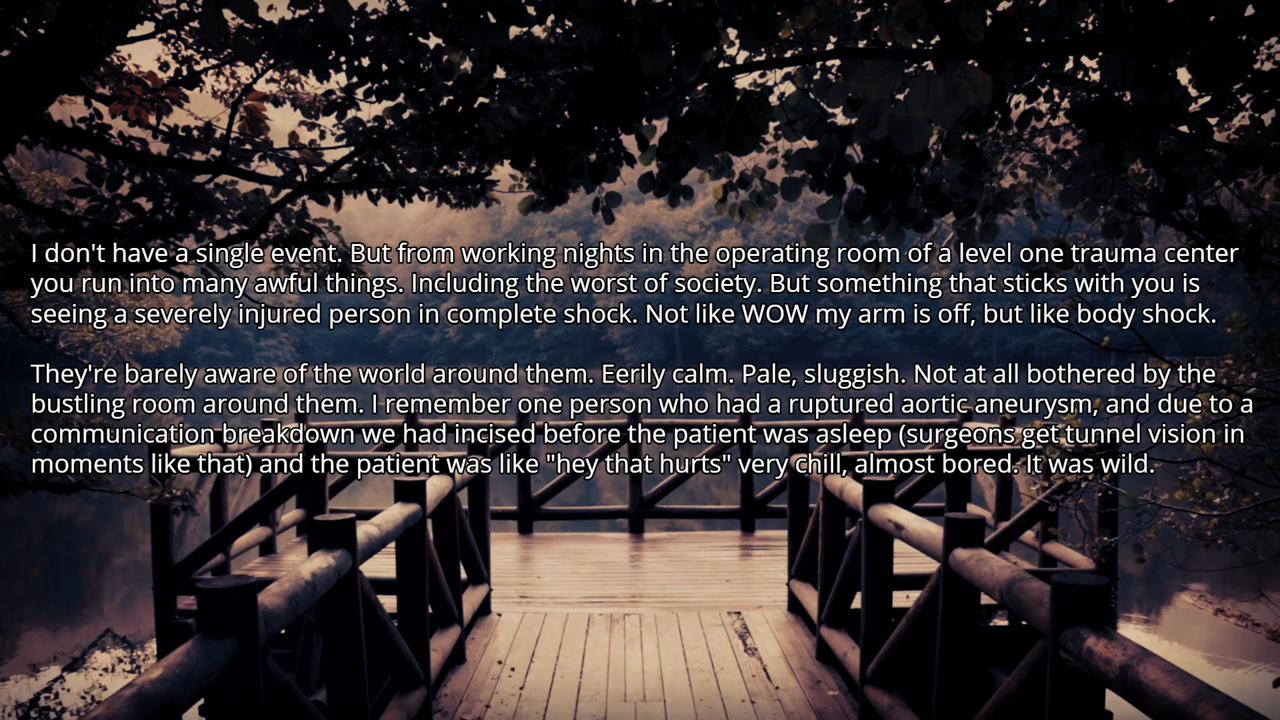 I don't have a single event. But from working nights in the operating room of a level one trauma center
you run into many awful things. Including the worst of society. But something that sticks with you is
seeing a severely injured person in complete shock. Not like WOW my arm is off, but like body shock.
They're barely aware of the world around them. Eerily calm. Pale, sluggish. Not at all bothered by the
bustling room around them. I remember one person who had a ruptured aortic aneurysm, and due to a
communication breakdown we had incised before the patient was asleep (surgeons get tunnel vision in
moments like that) and the patient was like "hey that hurts" very chill, almost bored. It was wild.